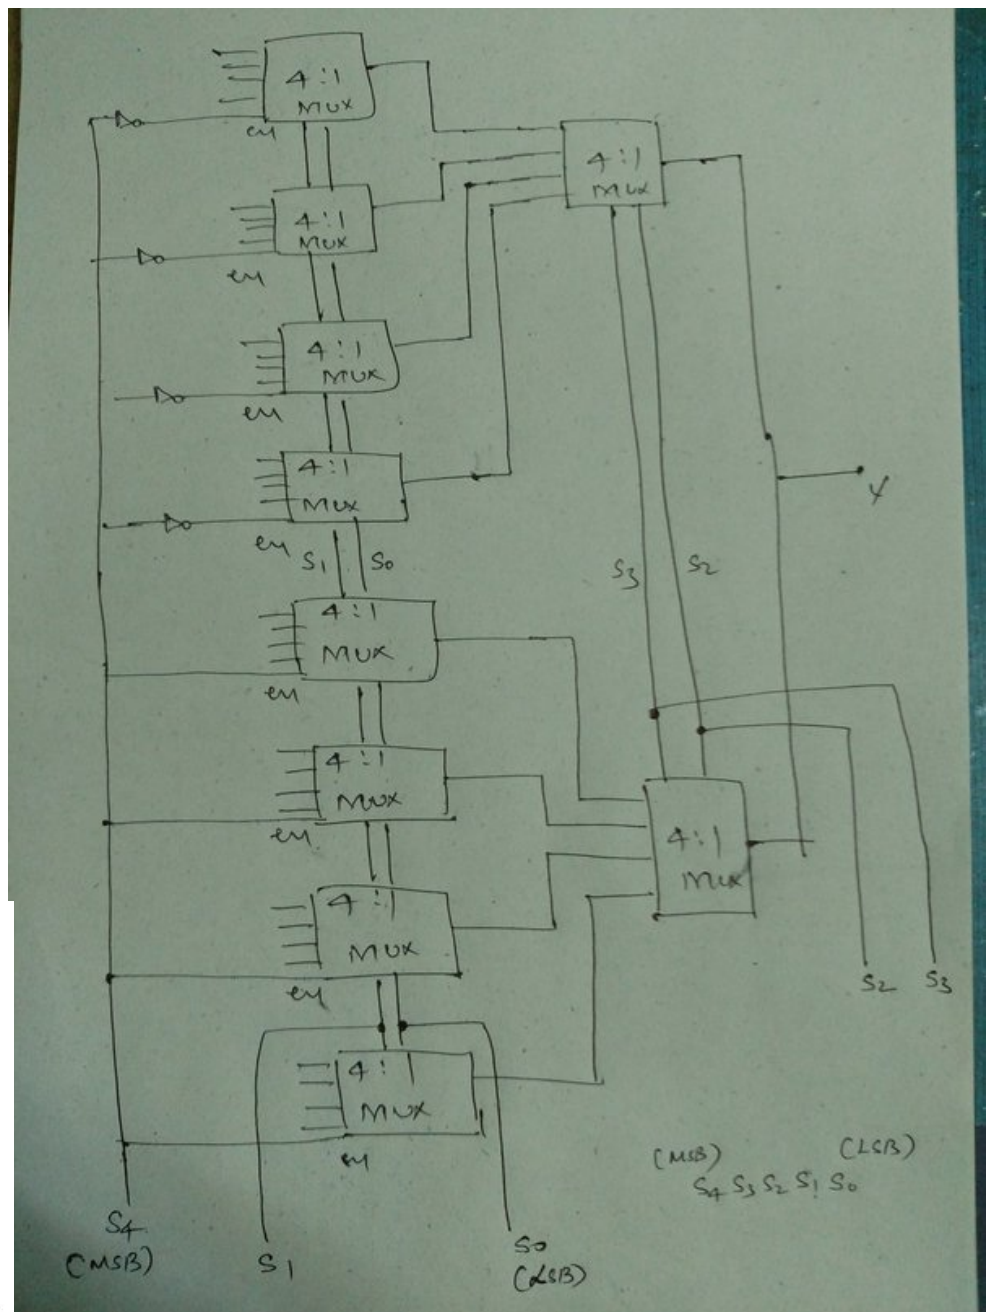 4:1
MUX
en
4:1
MUX
4:1
MUX
en
4:1
MUX
en
4:1
MUX
en
S1 S0
S3 S2
Y
4:1
MUX
en
4:1
MUX
en
4:1
MUX
4:1
MUX
en
S2 S3
4:1
MUX
en
(MSB) (LSB)
S4 S3 S2 S1 S0
S4
(MSB)
S1
S0
(LSB)